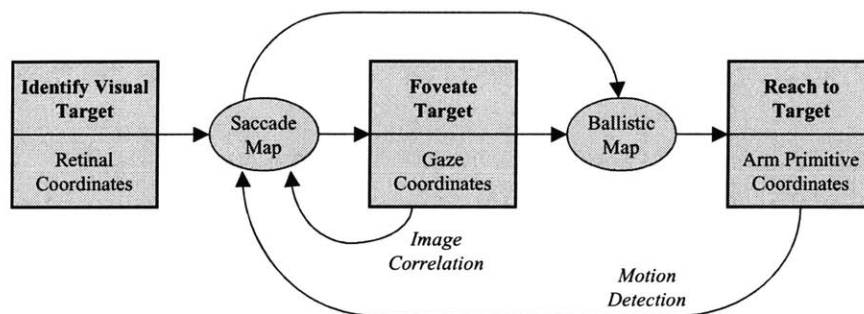 Identify Visual
Target
Retinal
Coordinates
Saccade
Map
Foveate
Target
Gaze
Coordinates
Ballistic
Map
Reach to
Target
Arm Primitive
Coordinates
Image
Correlation
Motion
Detection